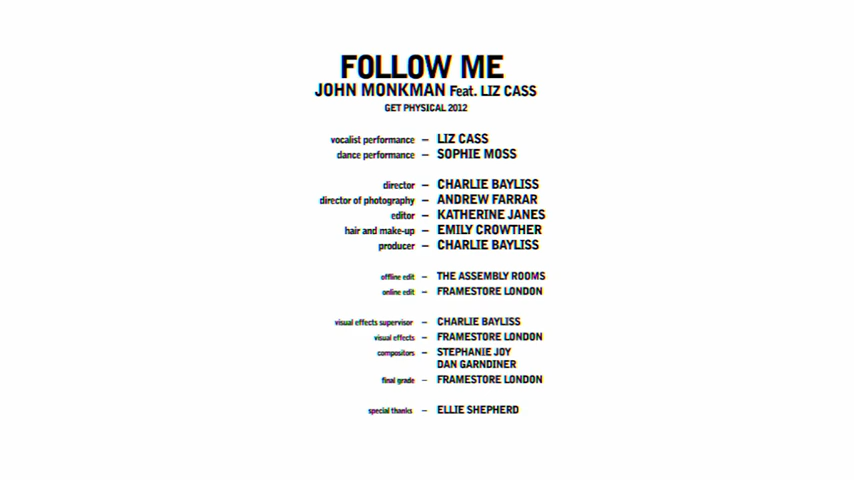 FOLLOW ME
JOHN MONKMAN Feat. LIZ CASS
GET PHYSICAL 2012
vocalist performance – LIZ CASS
dance performance – SOPHIE MOSS
director – CHARLIE BAYLISS
director of photography – ANDREW FARRAR
editor – KATHERINE JANES
hair and make-up – EMILY CROWTHER
producer – CHARLIE BAYLISS
offline edit – THE ASSEMBLY ROOMS
online edit – FRAMESTORE LONDON
visual effects supervisor – CHARLIE BAYLISS
visual effects – FRAMESTORE LONDON
compositors – STEPHANIE JOY
DAN GARNDINER
final grade – FRAMESTORE LONDON
special thanks – ELLIE SHEPHERD